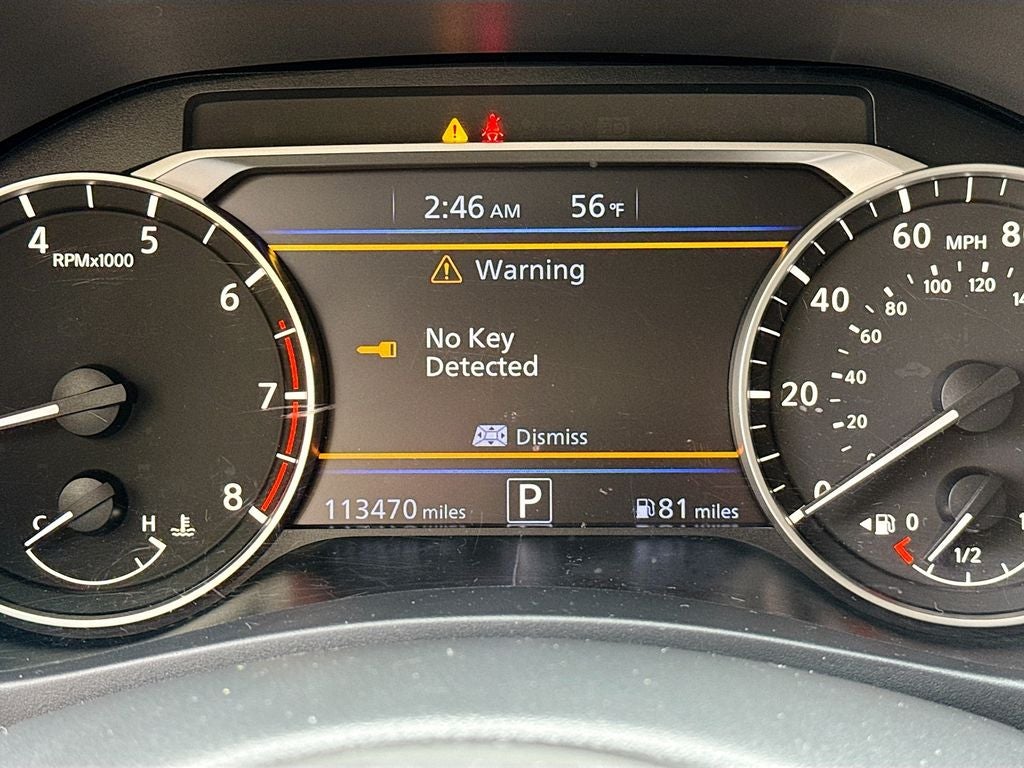 2:46 AM 56°F
Warning
No Key
Detected
Dismiss
113470 miles P 81 miles
4 5 6 7 8
RPMx1000
C H
0 20 40 60
MPH
20 40 60 80 100 120
0 1/2